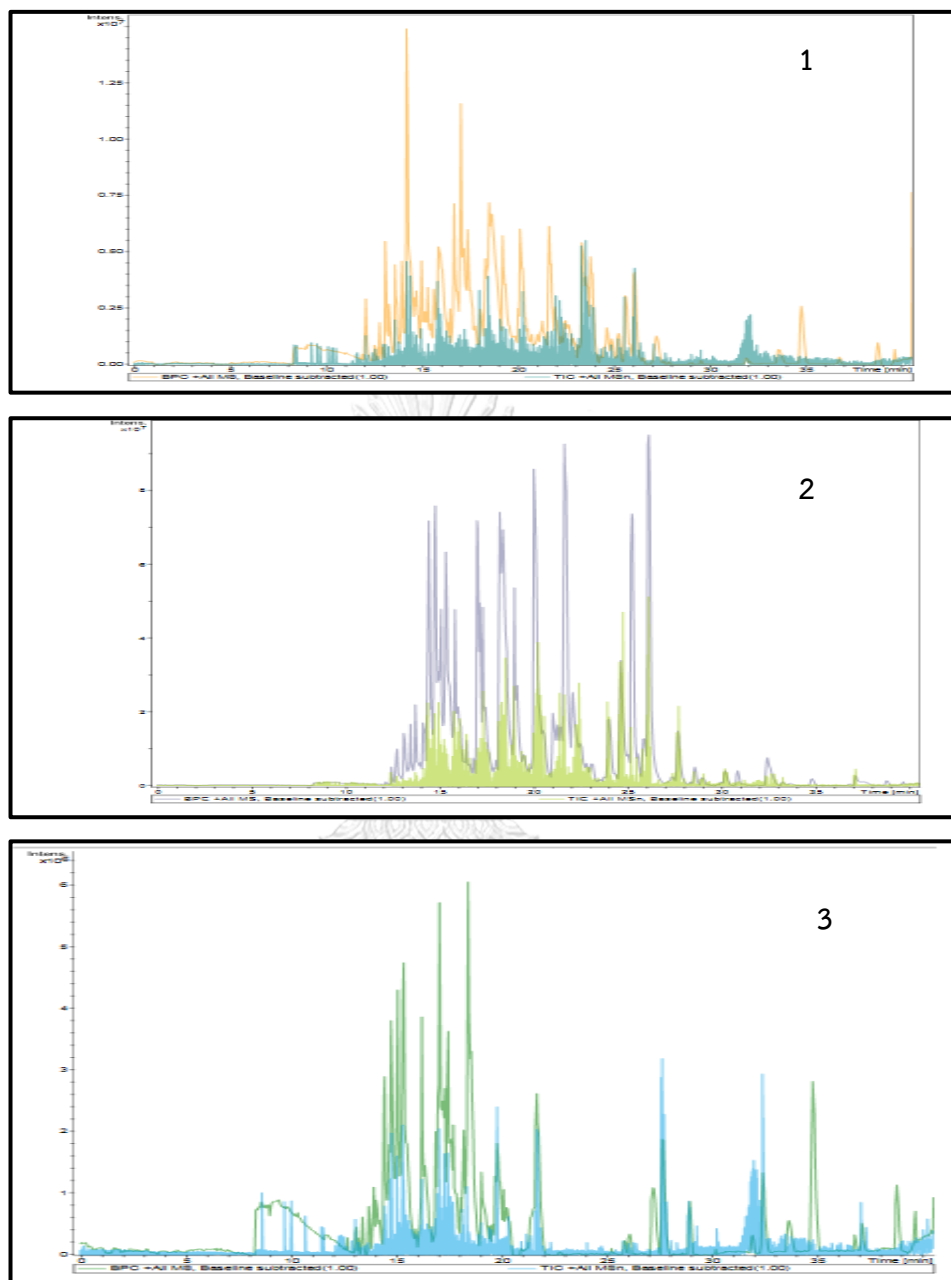 Intens.
x10⁷
1
1.25
1.00
0.75
0.50
0.25
0.00
0 5 10 15 20 25 30 35 Time [min]
BPC +All MS, Baseline subtracted(1.00) TIC +All MSn, Baseline subtracted(1.00)
Intens.
x10⁷
2
8
6
4
2
0
0 5 10 15 20 25 30 35 Time [min]
BPC +All MS, Baseline subtracted(1.00) TIC +All MSn, Baseline subtracted(1.00)
Intens.
3
6
5
4
3
2
1
0
0 5 10 15 20 25 30 35 Time [min]
BPC +All MS, Baseline subtracted(1.00) TIC +All MSn, Baseline subtracted(1.00)